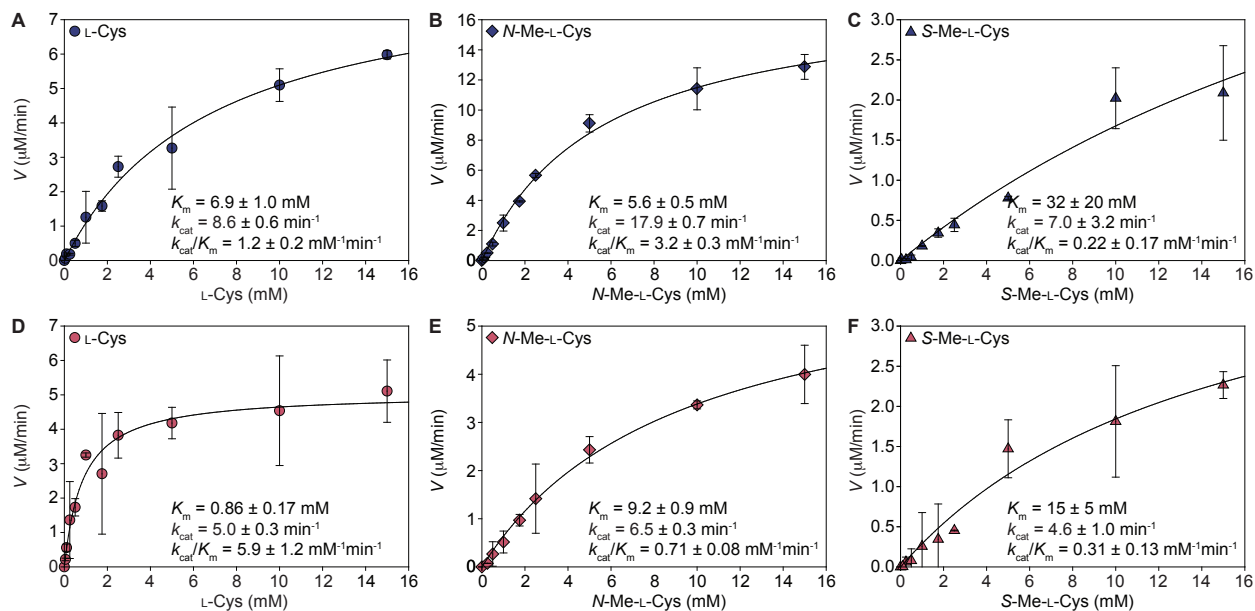 A
L-Cys
7
6
5
4
3
2
1
0
V (μM/min)
Km = 6.9 ± 1.0 mM
kcat = 8.6 ± 0.6 min-1
kcat/Km = 1.2 ± 0.2 mM-1min-1
0 2 4 6 8 10 12 14 16
L-Cys (mM)
B
N-Me-L-Cys
16
14
12
10
8
6
4
2
0
V (μM/min)
Km = 5.6 ± 0.5 mM
kcat = 17.9 ± 0.7 min-1
kcat/Km = 3.2 ± 0.3 mM-1min-1
0 2 4 6 8 10 12 14 16
N-Me-L-Cys (mM)
C
S-Me-L-Cys
3.0
2.5
2.0
1.5
1.0
0.5
0.0
V (μM/min)
Km = 32 ± 20 mM
kcat = 7.0 ± 3.2 min-1
kcat/Km = 0.22 ± 0.17 mM-1min-1
0 2 4 6 8 10 12 14 16
S-Me-L-Cys (mM)
D
L-Cys
7
6
5
4
3
2
1
0
V (μM/min)
Km = 0.86 ± 0.17 mM
kcat = 5.0 ± 0.3 min-1
kcat/Km = 5.9 ± 1.2 mM-1min-1
0 2 4 6 8 10 12 14 16
L-Cys (mM)
E
N-Me-L-Cys
5
4
3
2
1
0
V (μM/min)
Km = 9.2 ± 0.9 mM
kcat = 6.5 ± 0.3 min-1
kcat/Km = 0.71 ± 0.08 mM-1min-1
0 2 4 6 8 10 12 14 16
N-Me-L-Cys (mM)
F
S-Me-L-Cys
3.0
2.5
2.0
1.5
1.0
0.5
0.0
V (μM/min)
Km = 15 ± 5 mM
kcat = 4.6 ± 1.0 min-1
kcat/Km = 0.31 ± 0.13 mM-1min-1
0 2 4 6 8 10 12 14 16
S-Me-L-Cys (mM)